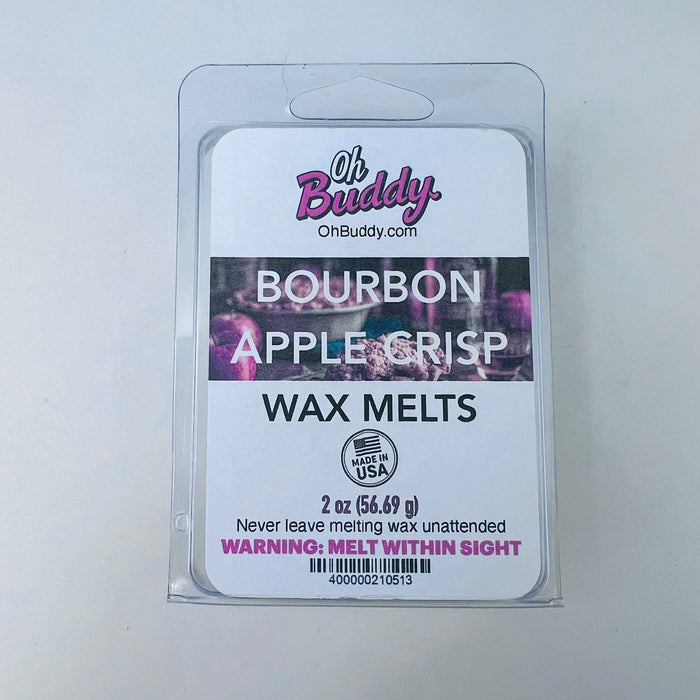 Oh
Buddy
OhBuddy.com
BOURBON
APPLE CRISP
WAX MELTS
MADE IN
USA
2 oz (56.69 g)
Never leave melting wax unattended
WARNING: MELT WITHIN SIGHT
400000210513